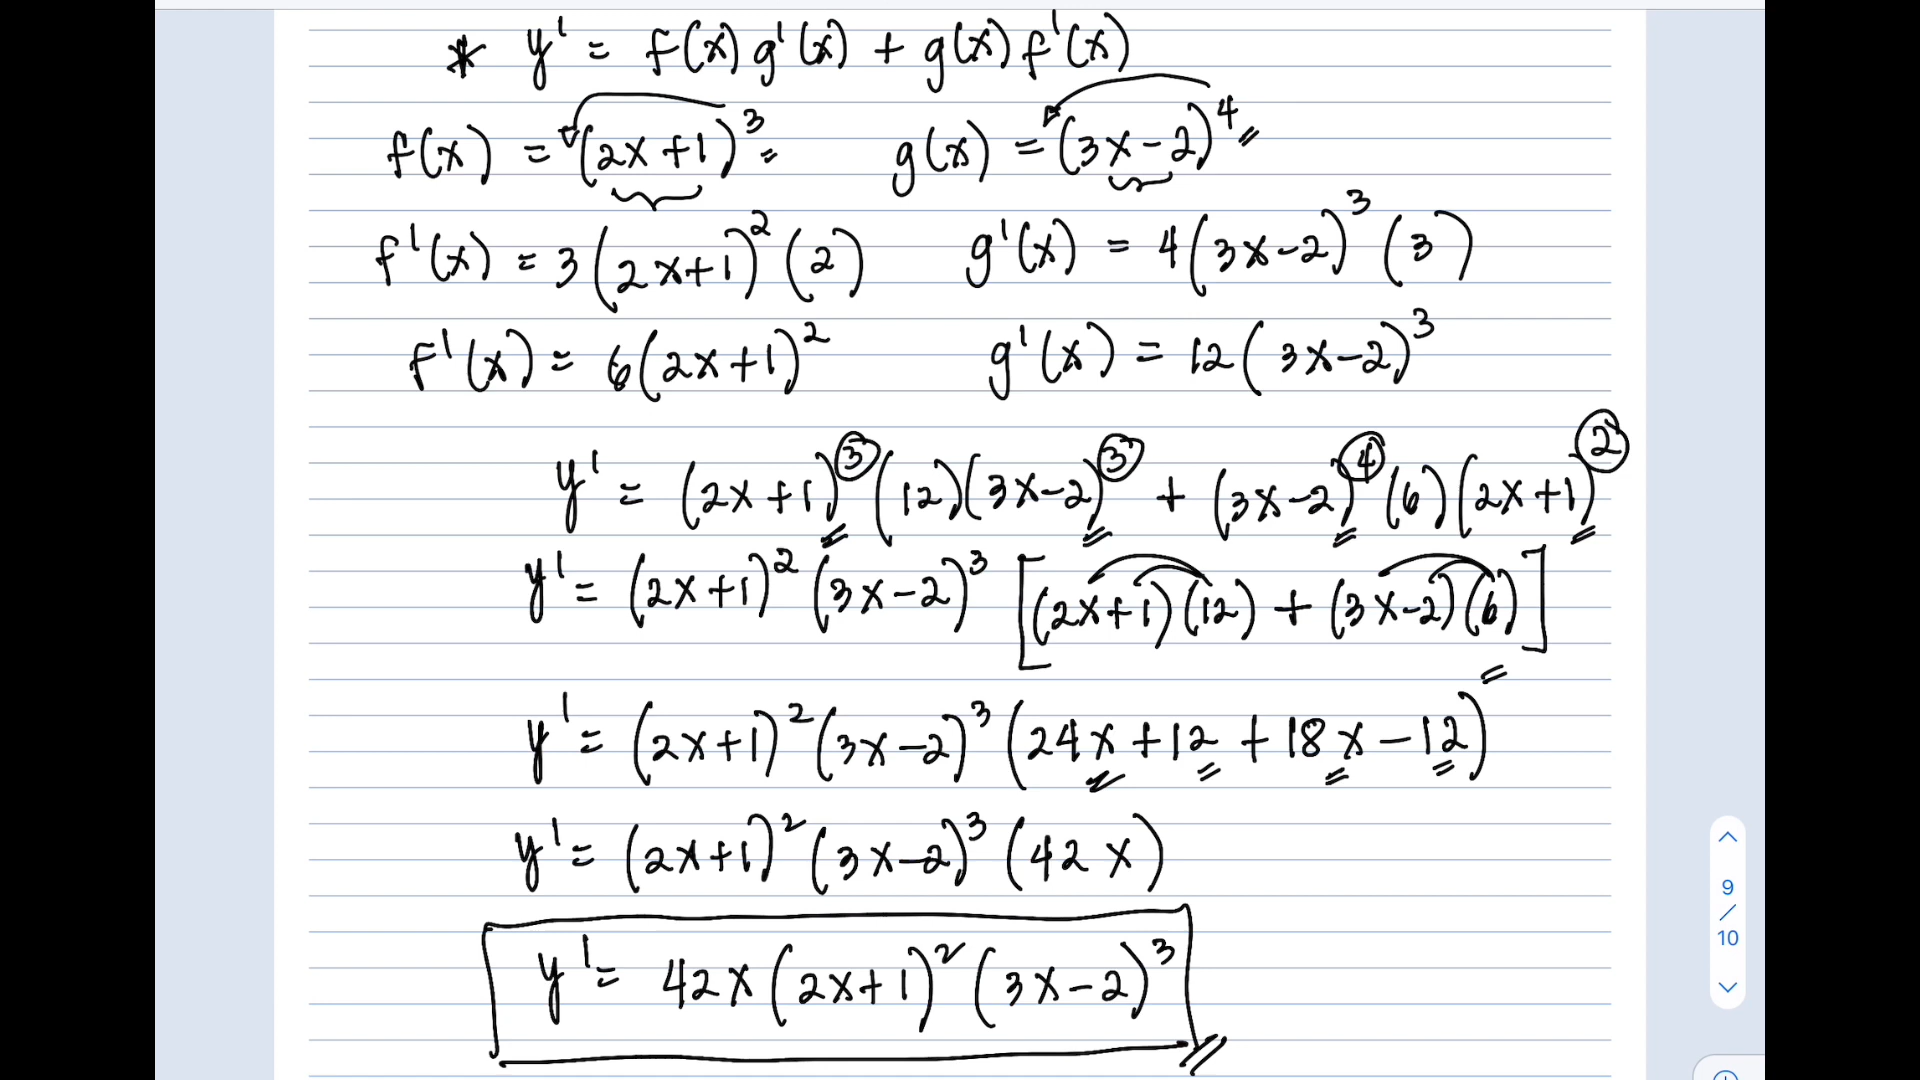 * y' = f(x) g'(x) + g(x) f'(x)
f(x) = (2x+1)³ g(x) = (3x-2)⁴
f'(x) = 3(2x+1)²(2) g'(x) = 4(3x-2)³(3)
f'(x) = 6(2x+1)² g'(x) = 12(3x-2)³
y' = (2x+1)³(12)(3x-2)³ + (3x-2)⁴(6)(2x+1)²
y' = (2x+1)²(3x-2)³[(2x+1)(12) + (3x-2)(6)]
y' = (2x+1)²(3x-2)³(24x+12+18x-12)
y' = (2x+1)²(3x-2)³(42x)
y' = 42x(2x+1)²(3x-2)³
9
/
10